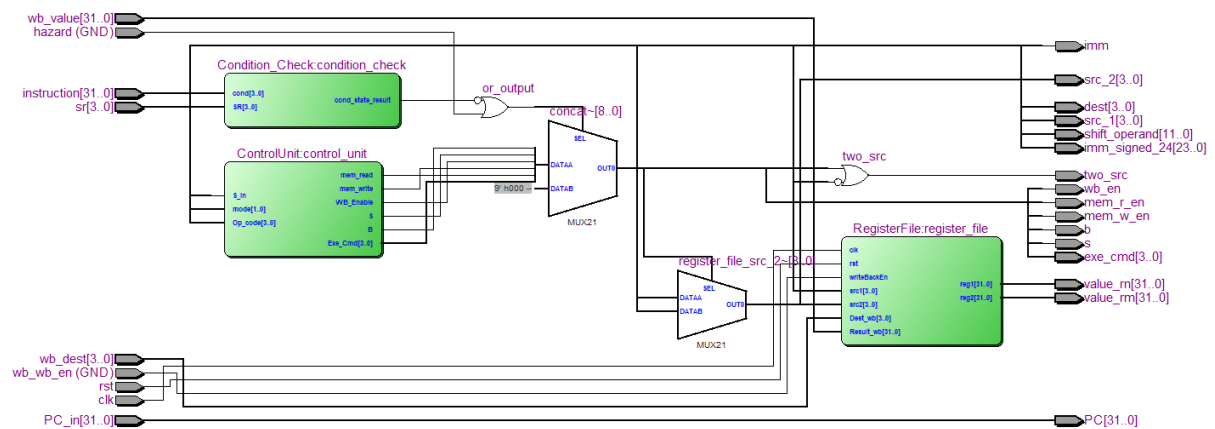 wb_value[31..0]
hazard (GND)
imm
Condition_Check:condition_check
src_2[3..0]
instruction[31..0]
sr[3..0]
cond[3..0]
SR[3..0]
cond_state_result
or_output
concat~[8..0]
dest[3..0]
src_1[3..0]
shift_operand[11..0]
imm_signed_24[23..0]
ControlUnit:control_unit
s_in
mode[1..0]
Op_code[3..0]
mem_read
mem_write
WB_Enable
S
B
Exe_Cmd[3..0]
SEL
DATAA
DATAB
OUT0
9' h000 --
MUX21
two_src
two_src
wb_en
mem_r_en
mem_w_en
b
s
exe_cmd[3..0]
RegisterFile:register_file
clk
rst
writeBackEn
src1[3..0]
src2[3..0]
Dest_wb[3..0]
Result_wb[31..0]
reg1[31..0]
reg2[31..0]
value_rn[31..0]
value_rm[31..0]
register_file_src_2~[3..0]
SEL
DATAA
DATAB
OUT0
MUX21
wb_dest[3..0]
wb_wb_en (GND)
rst
clk
PC_in[31..0]
PC[31..0]